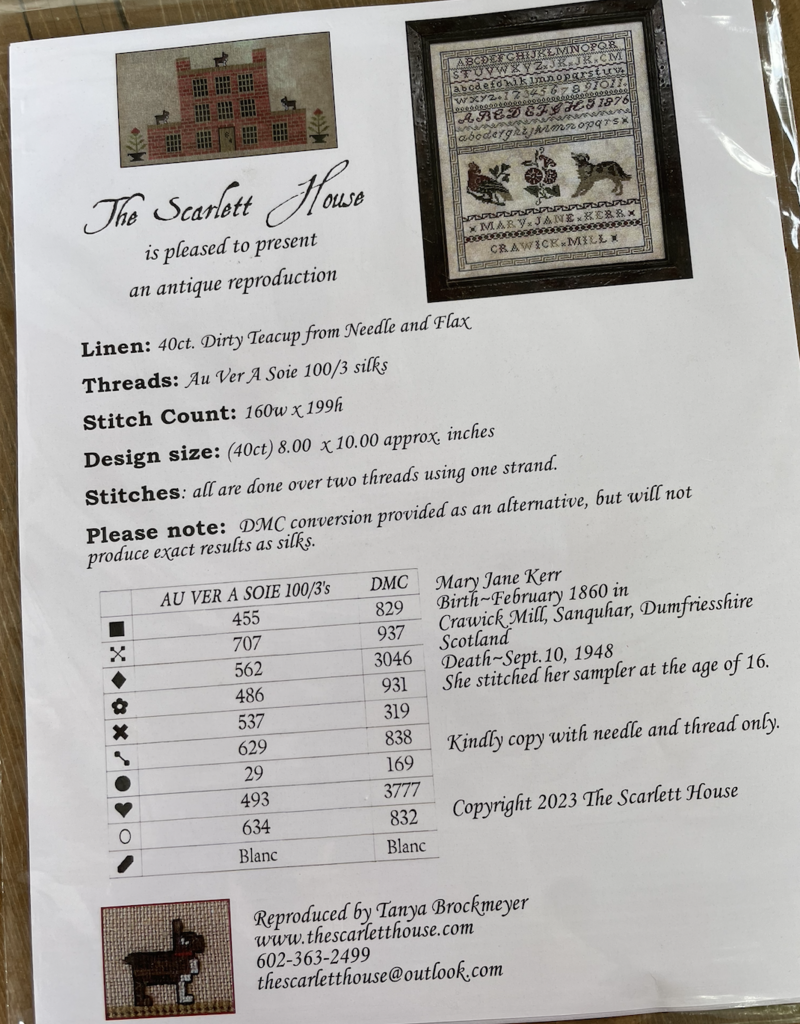 ABCDEFGHIJKLMNOPQR
STUVWXYZ
abcdefghiklmnopqrstuv
wxyz 1234567891011
ABCDEFGHI 1876
MARY x JANE x KERR x
CRAWICK x MILL x
The Scarlett House
is pleased to present
an antique reproduction
Linen: 40ct. Dirty Teacup from Needle and Flax
Threads: Au Ver A Soie 100/3 silks
Stitch Count: 160w x 199h
Design size: (40ct) 8.00 x 10.00 approx. inches
Stitches: all are done over two threads using one strand.
Please note: DMC conversion provided as an alternative, but will not
produce exact results as silks.
AU VER A SOIE 100/3's DMC
455 829
707 937
562 3046
486 931
537 319
629 838
29 169
493 3777
634 832
Blanc Blanc
Mary Jane Kerr
Birth~February 1860 in
Crawick Mill, Sanquhar, Dumfriesshire
Scotland
Death~Sept.10, 1948
She stitched her sampler at the age of 16.
Kindly copy with needle and thread only.
Copyright 2023 The Scarlett House
Reproduced by Tanya Brockmeyer
www.thescarletthouse.com
602-363-2499
thescarletthouse@outlook.com